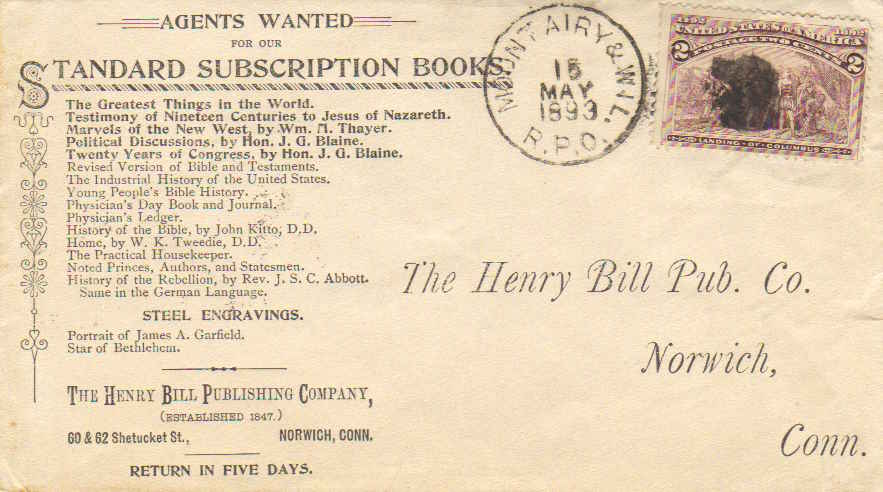 AGENTS WANTED
FOR OUR
STANDARD SUBSCRIPTION BOOKS
The Greatest Things in the World.
Testimony of Nineteen Centuries to Jesus of Nazareth.
Marvels of the New West, by Wm. M. Thayer.
Political Discussions, by Hon. J. G. Blaine.
Twenty Years of Congress, by Hon. J. G. Blaine.
Revised Version of Bible and Testaments.
The Industrial History of the United States.
Young People's Bible History.
Physician's Day Book and Journal.
Physician's Ledger.
History of the Bible, by John Kitto, D.D.
Home, by W. K. Tweedie, D.D.
The Practical Housekeeper.
Noted Princes, Authors, and Statesmen.
History of the Rebellion, by Rev. J. S. C. Abbott.
Same in the German Language.
STEEL ENGRAVINGS.
Portrait of James A. Garfield.
Star of Bethlehem.
THE HENRY BILL PUBLISHING COMPANY,
(ESTABLISHED 1847.)
60 & 62 Shetucket St., NORWICH, CONN.
RETURN IN FIVE DAYS.
MOUNT AIRY & WIL.
15
MAY
1893
R.P.O.
1492 1892
UNITED STATES OF AMERICA
2 POSTAGE TWO CENTS 2
LANDING OF COLUMBUS
The Henry Bill Pub. Co.
Norwich,
Conn.